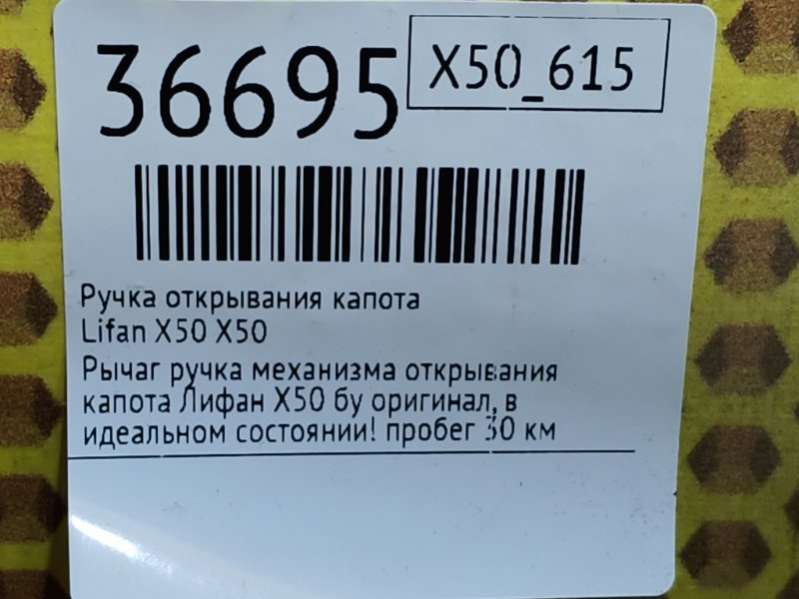 36695
X50_615
Ручка открывания капота
Lifan X50 X50
Рычаг ручка механизма открывания
капота Лифан X50 бу оригинал, в
идеальном состоянии! пробег 30 км